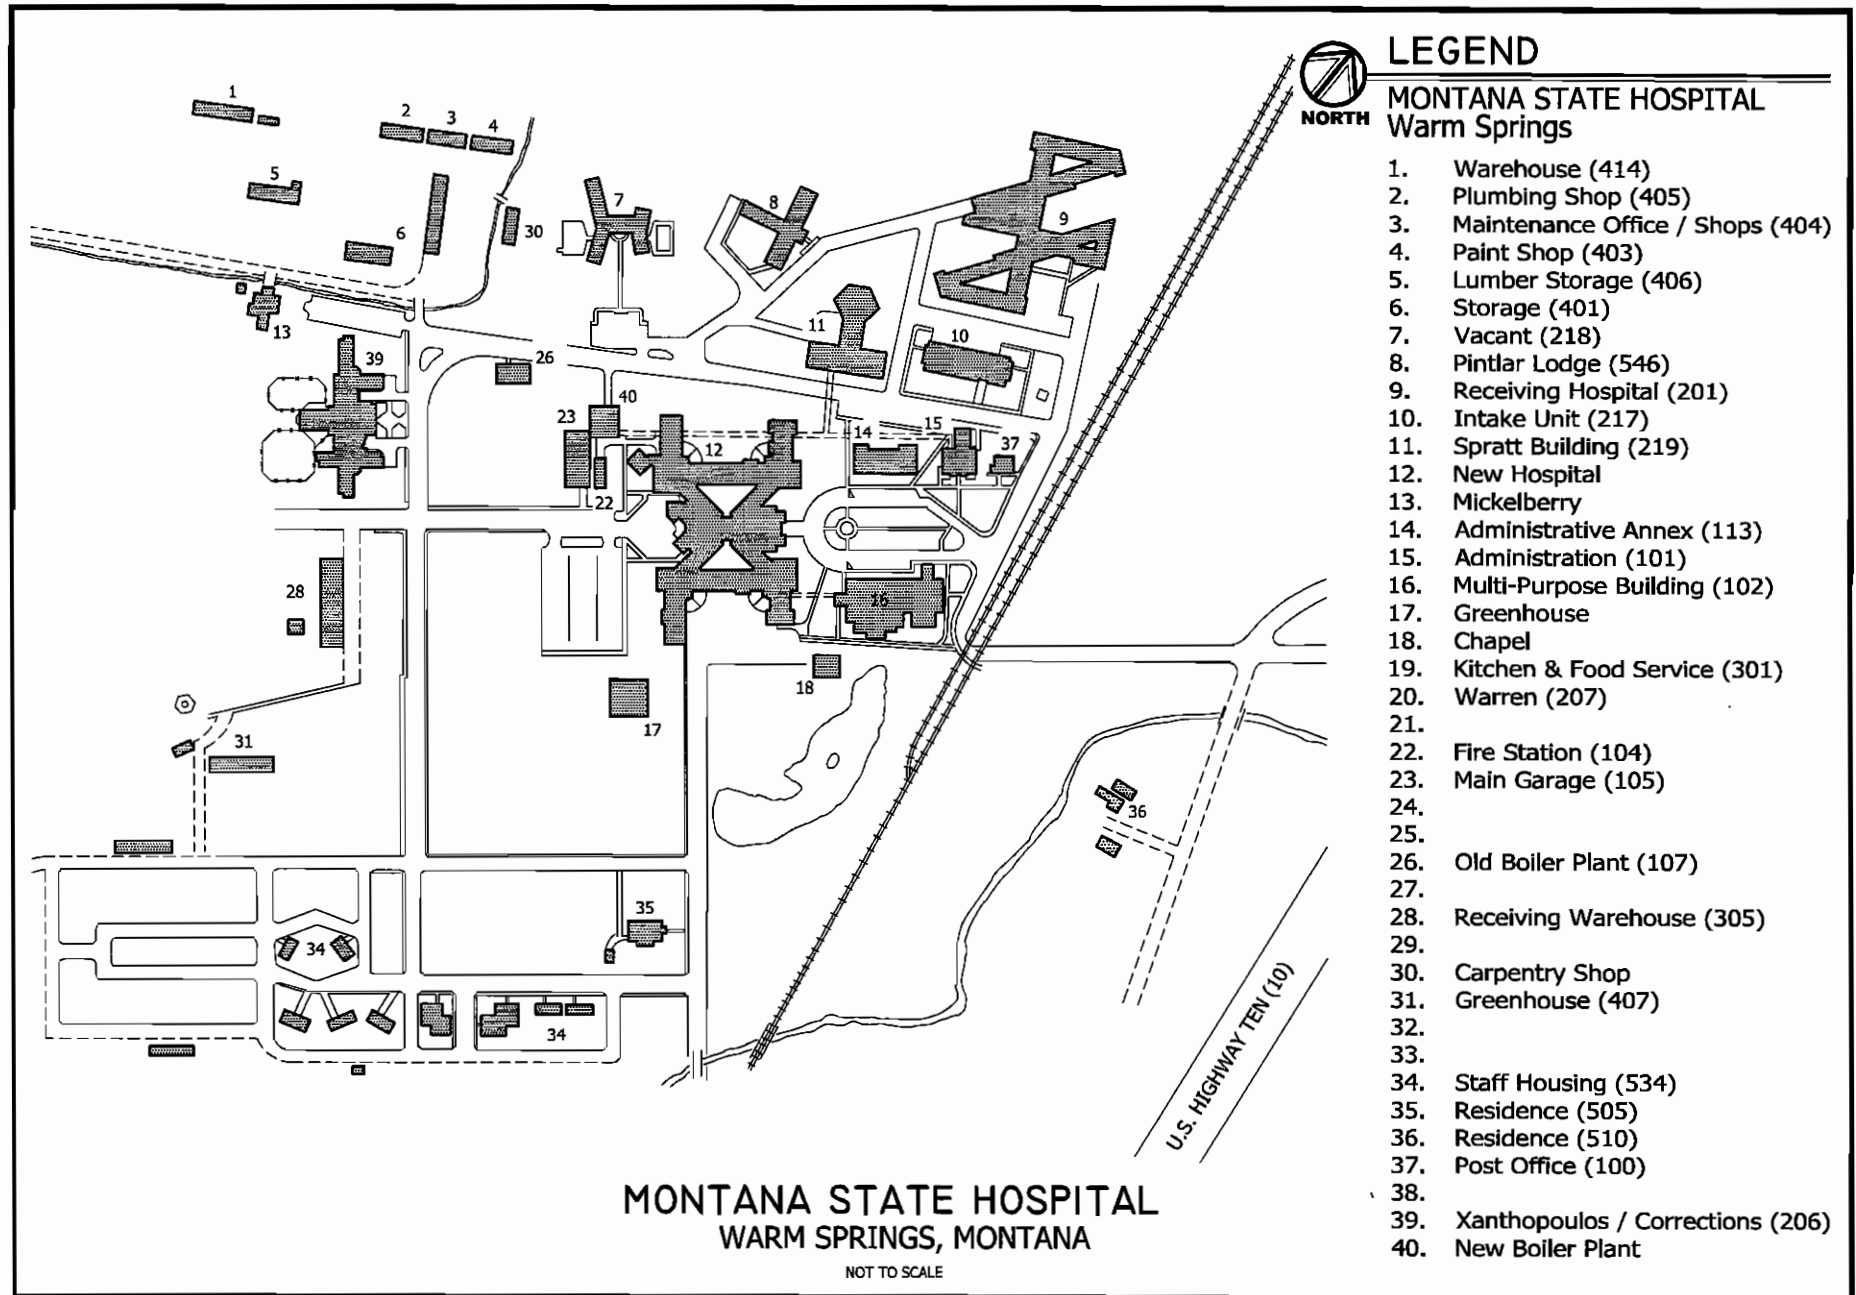 LEGEND
NORTH
MONTANA STATE HOSPITAL
Warm Springs
1. Warehouse (414)
2. Plumbing Shop (405)
3. Maintenance Office / Shops (404)
4. Paint Shop (403)
5. Lumber Storage (406)
6. Storage (401)
7. Vacant (218)
8. Pintlar Lodge (546)
9. Receiving Hospital (201)
10. Intake Unit (217)
11. Spratt Building (219)
12. New Hospital
13. Mickelberry
14. Administrative Annex (113)
15. Administration (101)
16. Multi-Purpose Building (102)
17. Greenhouse
18. Chapel
19. Kitchen & Food Service (301)
20. Warren (207)
21.
22. Fire Station (104)
23. Main Garage (105)
24.
25.
26. Old Boiler Plant (107)
27.
28. Receiving Warehouse (305)
29.
30. Carpentry Shop
31. Greenhouse (407)
32.
33.
34. Staff Housing (534)
35. Residence (505)
36. Residence (510)
37. Post Office (100)
38.
39. Xanthopoulos / Corrections (206)
40. New Boiler Plant
1
2
3
4
5
6
30
7
8
9
13
11
10
39
26
40
23
12
14
15
37
22
28
16
18
17
31
36
35
34
34
U.S. HIGHWAY TEN (10)
MONTANA STATE HOSPITAL
WARM SPRINGS, MONTANA
NOT TO SCALE